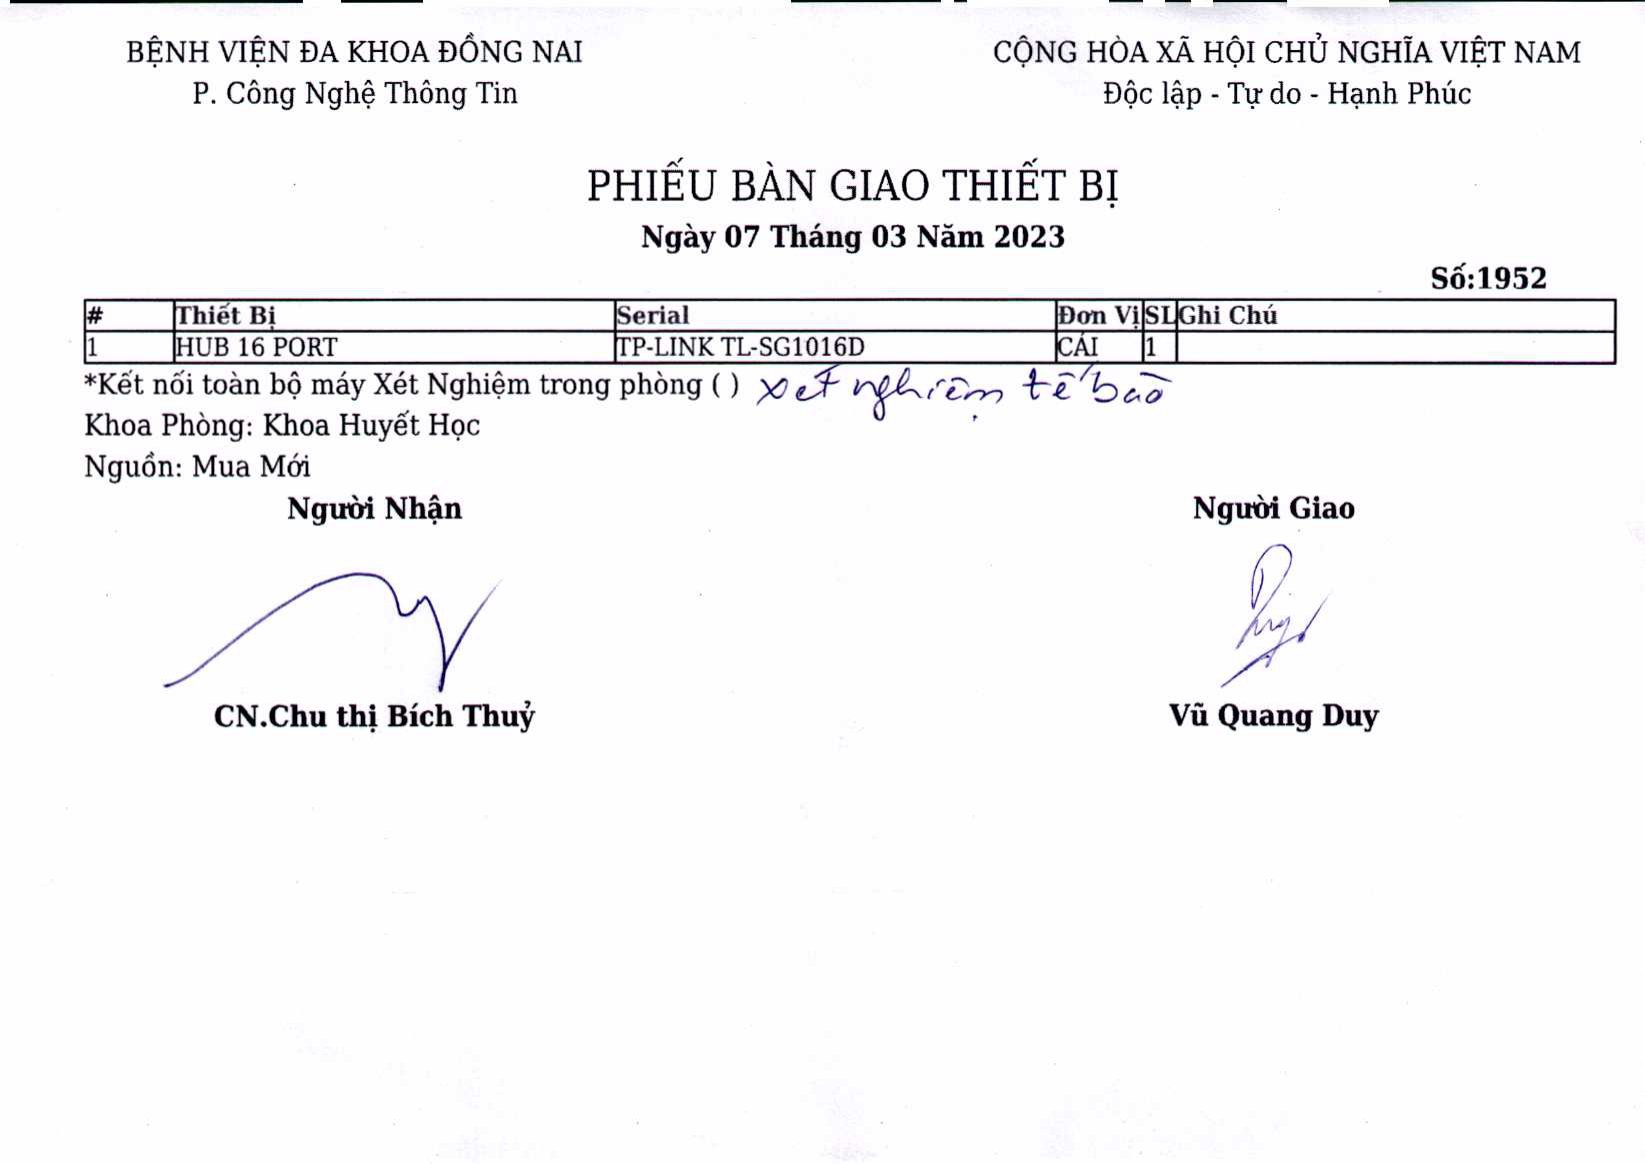 BỆNH VIỆN ĐA KHOA ĐỒNG NAI
P. Công Nghệ Thông Tin
CỘNG HÒA XÃ HỘI CHỦ NGHĨA VIỆT NAM
Độc lập - Tự do - Hạnh Phúc
PHIẾU BÀN GIAO THIẾT BỊ
Ngày 07 Tháng 03 Năm 2023
Số:1952
# Thiết Bị Serial Đơn Vị SL Ghi Chú
1 HUB 16 PORT TP-LINK TL-SG1016D CÁI 1
*Kết nối toàn bộ máy Xét Nghiệm trong phòng ( ) xét nghiệm tế bào
Khoa Phòng: Khoa Huyết Học
Nguồn: Mua Mới
Người Nhận Người Giao
CN.Chu thị Bích Thuỷ Vũ Quang Duy